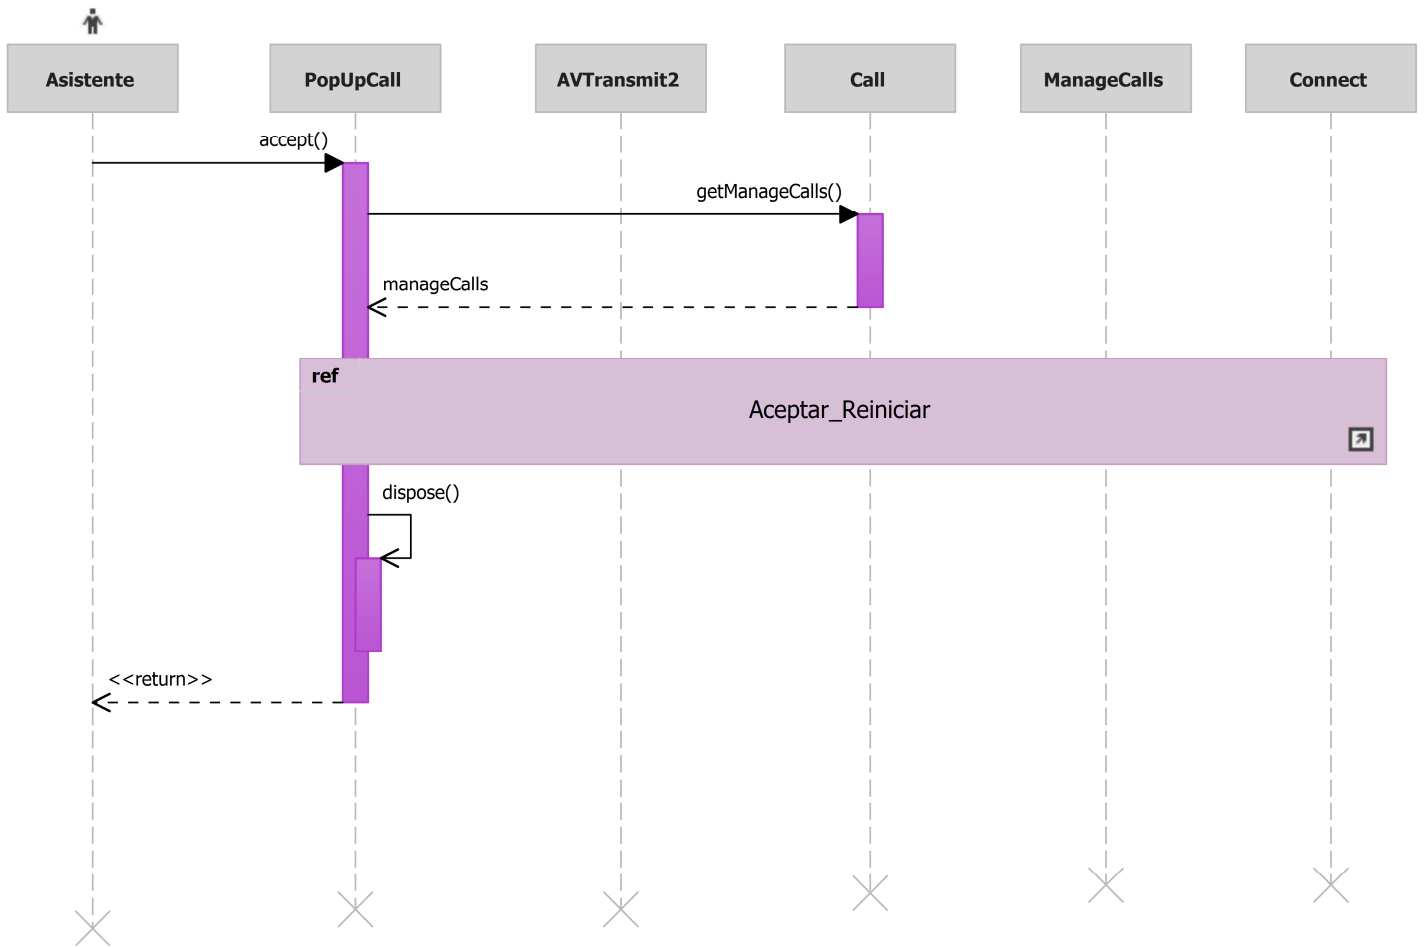 Asistente
PopUpCall
AVTransmit2
Call
ManageCalls
Connect
accept()
getManageCalls()
manageCalls
ref
Aceptar_Reiniciar
dispose()
<<return>>